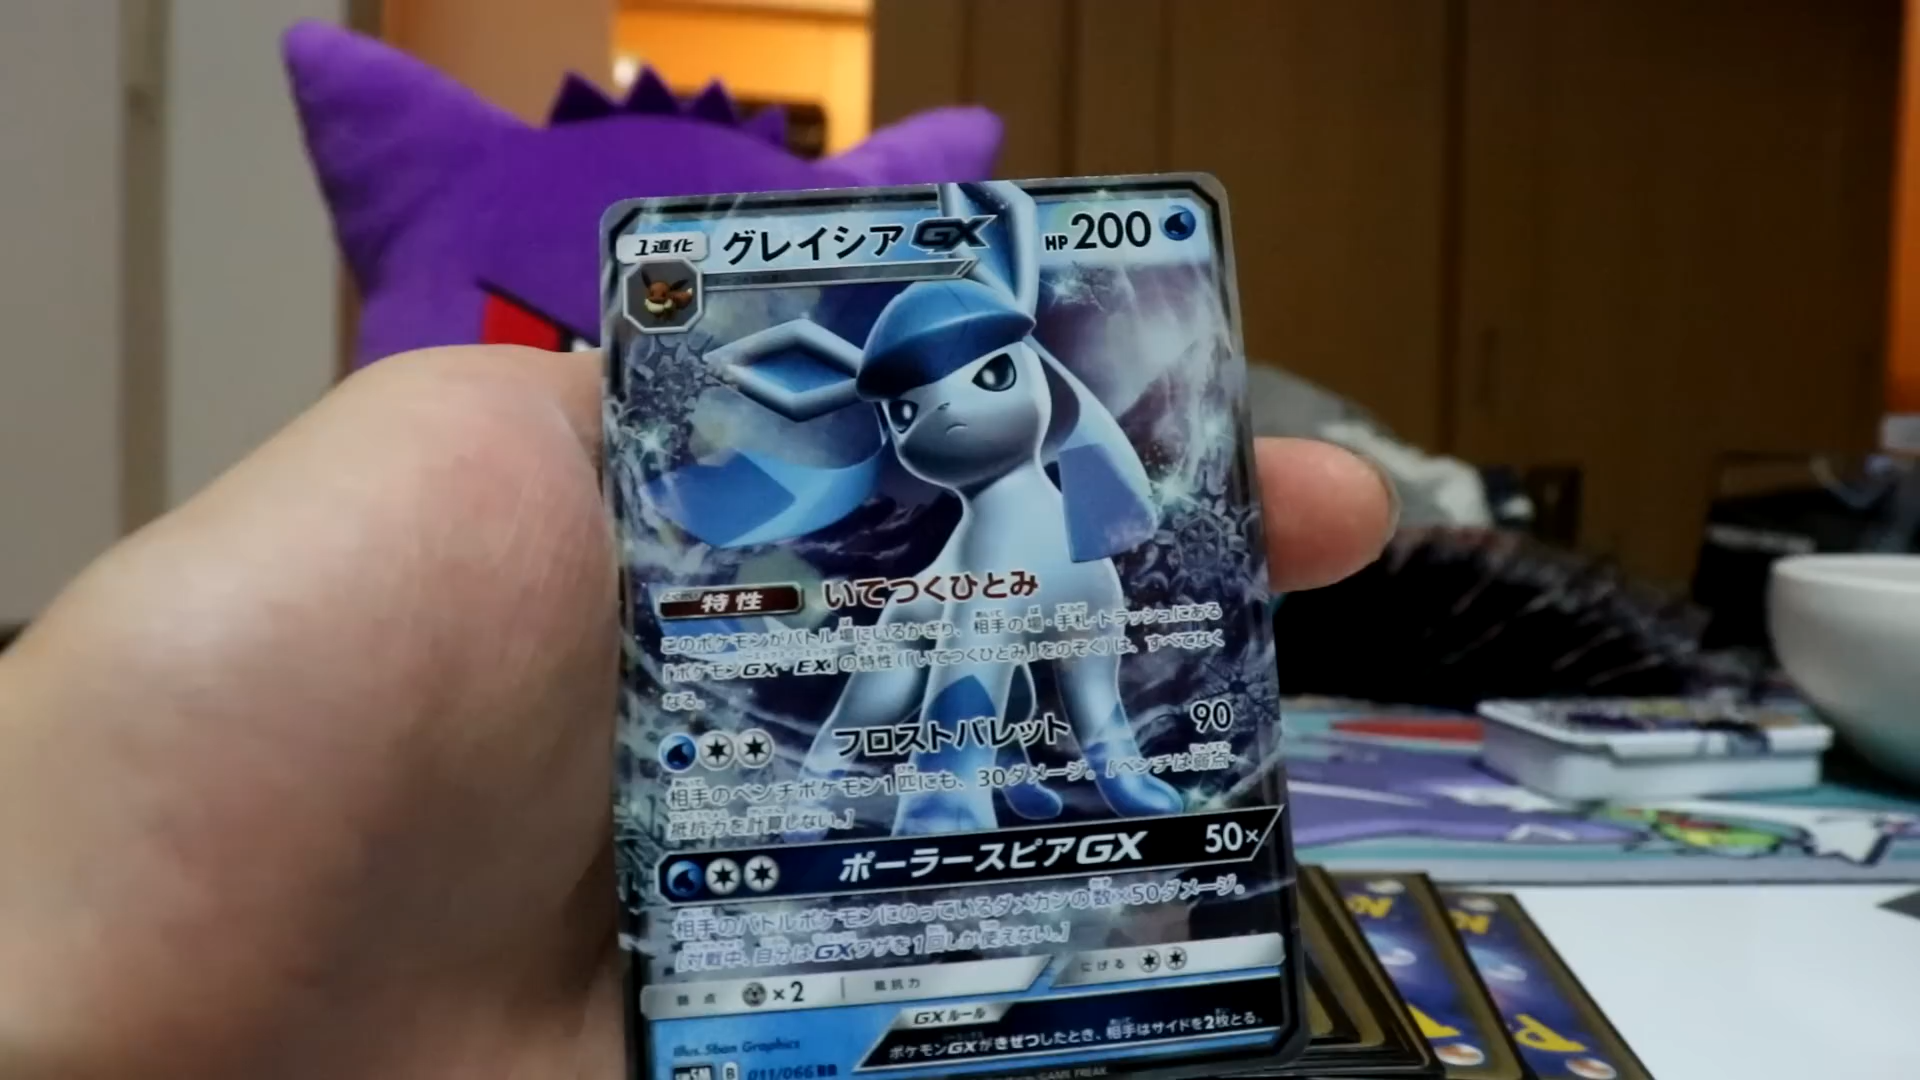 1進化 グレイシアGX HP200
特性 いてつくひとみ
このポケモンがバトル場にいるかぎり、相手の場・手札・トラッシュにある
「ポケモンGX・EX」の特性(「いてつくひとみ」をのぞく)は、すべてなく
なる。
フロストバレット 90
相手のベンチポケモン1匹にも、30ダメージ。[ベンチは弱点・
抵抗力を計算しない。]
ポーラースピアGX 50×
相手のバトルポケモンにのっているダメカンの数×50ダメージ。
[対戦中、自分はGXワザを1回しか使えない。]
弱点 ×2 抵抗力 にげる
GXルール
ポケモンGXがきぜつしたとき、相手はサイドを2枚とる。
illus. 5ban Graphics
B 011/066 RR
GAME FREAK